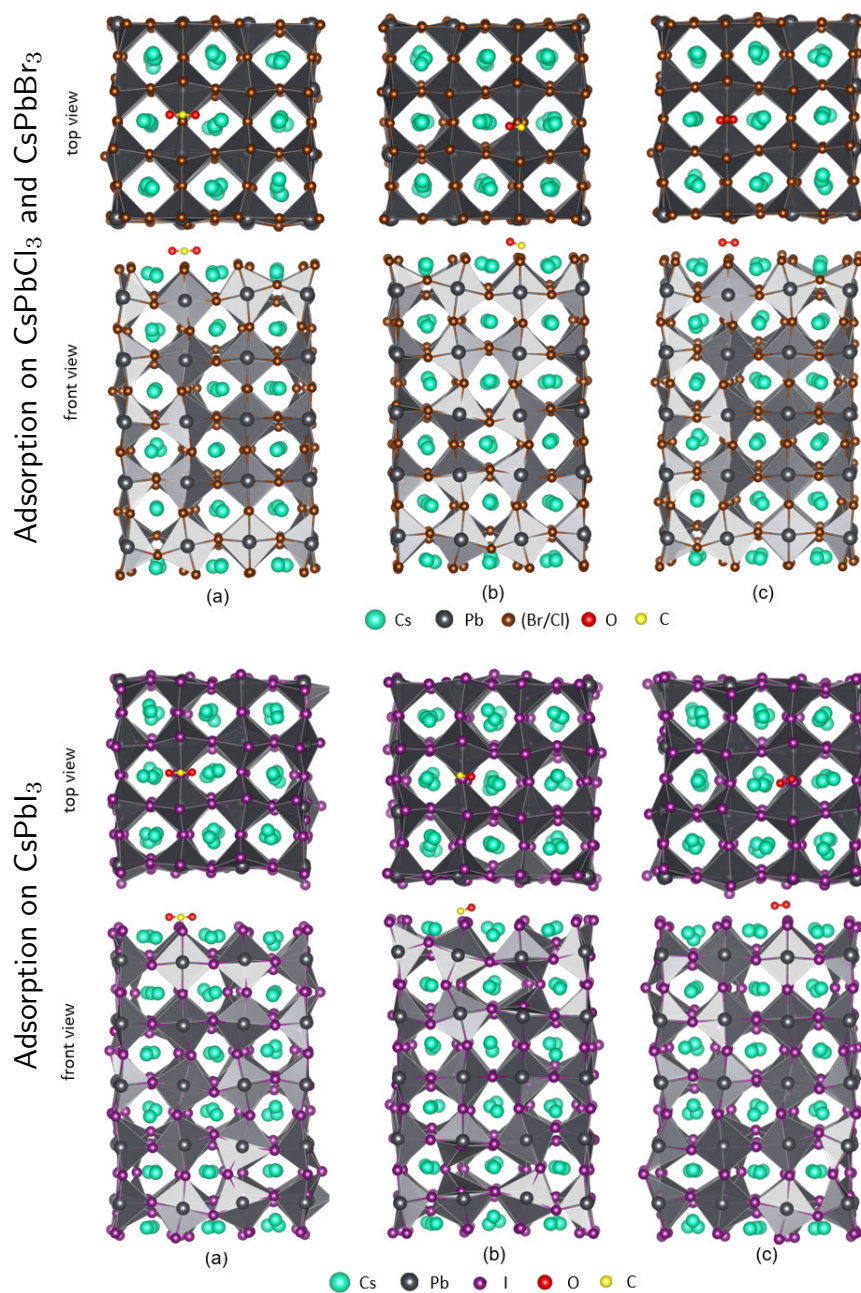 Adsorption on CsPbCl₃ and CsPbBr₃
top view
front view
(a)
(b)
(c)
Cs Pb (Br/Cl) O C
Adsorption on CsPbI₃
top view
front view
(a)
(b)
(c)
Cs Pb I O C